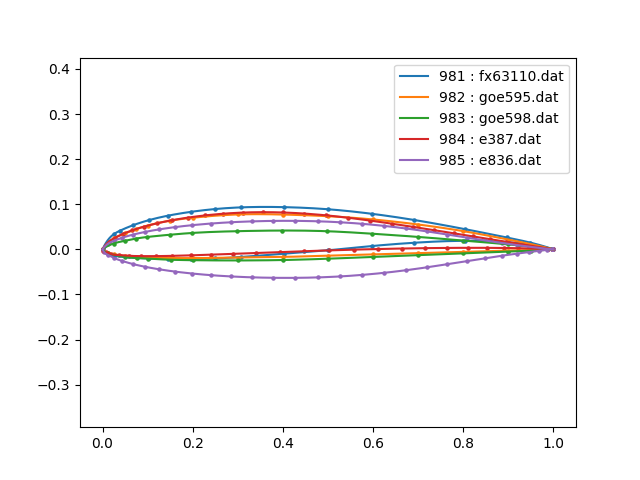 0.4
0.3
0.2
0.1
0.0
−0.1
−0.2
−0.3
0.0 0.2 0.4 0.6 0.8 1.0
981 : fx63110.dat
982 : goe595.dat
983 : goe598.dat
984 : e387.dat
985 : e836.dat